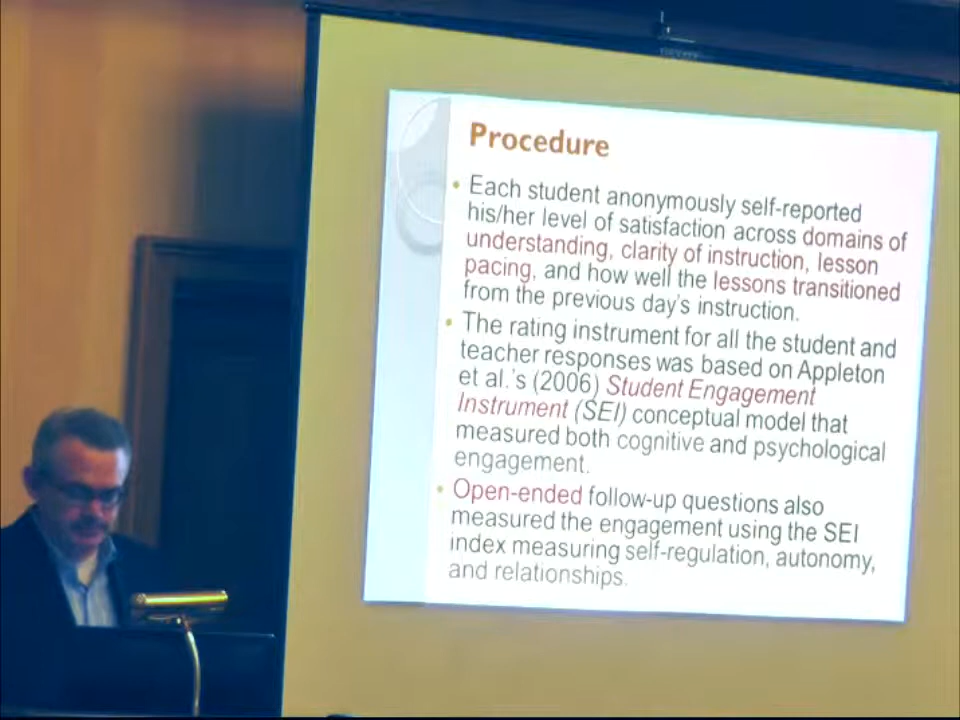 Procedure
• Each student anonymously self-reported
his/her level of satisfaction across domains of
understanding, clarity of instruction, lesson
pacing, and how well the lessons transitioned
from the previous day's instruction.
• The rating instrument for all the student and
teacher responses was based on Appleton
et al.'s (2006) Student Engagement
Instrument (SEI) conceptual model that
measured both cognitive and psychological
engagement.
• Open-ended follow-up questions also
measured the engagement using the SEI
index measuring self-regulation, autonomy,
and relationships.